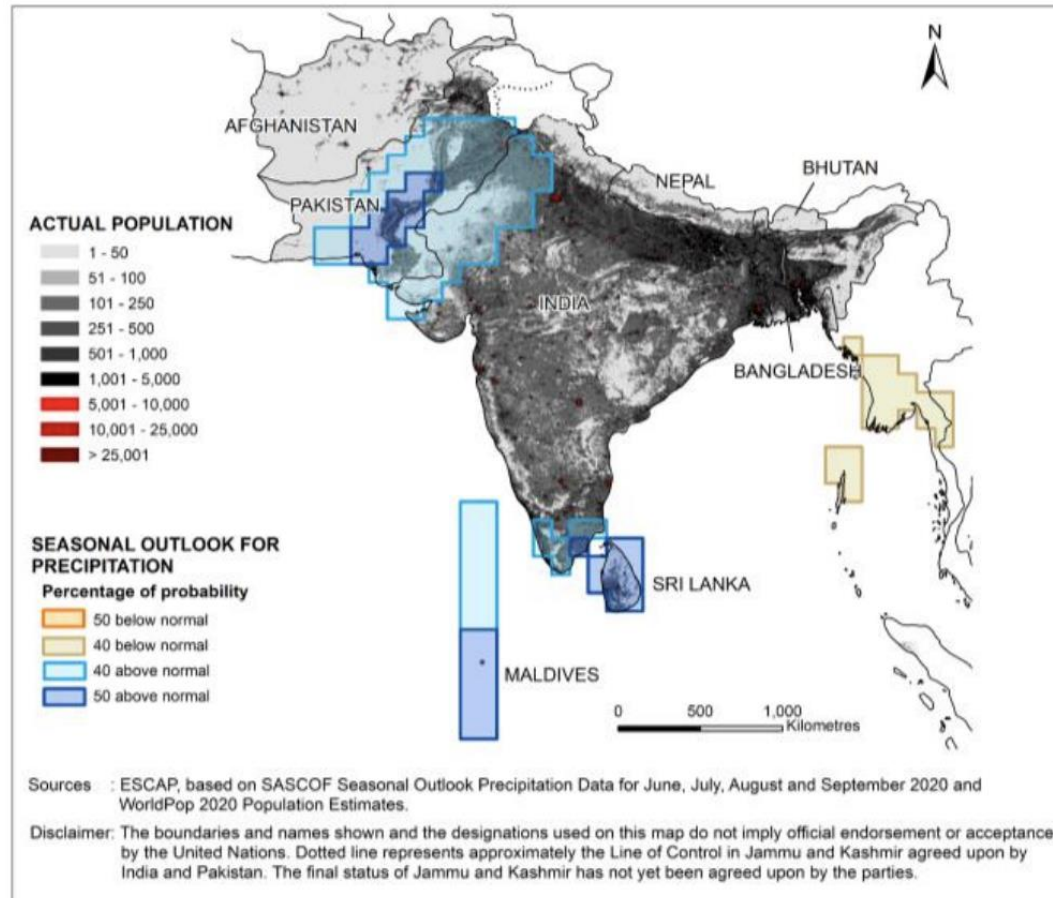 N
AFGHANISTAN
BHUTAN
NEPAL
PAKISTAN
ACTUAL POPULATION
1 - 50
51 - 100
101 - 250
251 - 500
501 - 1,000
1,001 - 5,000
5,001 - 10,000
10,001 - 25,000
> 25,001
INDIA
BANGLADESH
SEASONAL OUTLOOK FOR
PRECIPITATION
Percentage of probability
50 below normal
40 below normal
40 above normal
50 above normal
SRI LANKA
MALDIVES
0 500 1,000
Kilometres
Sources : ESCAP, based on SASCOF Seasonal Outlook Precipitation Data for June, July, August and September 2020 and
WorldPop 2020 Population Estimates.
Disclaimer: The boundaries and names shown and the designations used on this map do not imply official endorsement or acceptance
by the United Nations. Dotted line represents approximately the Line of Control in Jammu and Kashmir agreed upon by
India and Pakistan. The final status of Jammu and Kashmir has not yet been agreed upon by the parties.